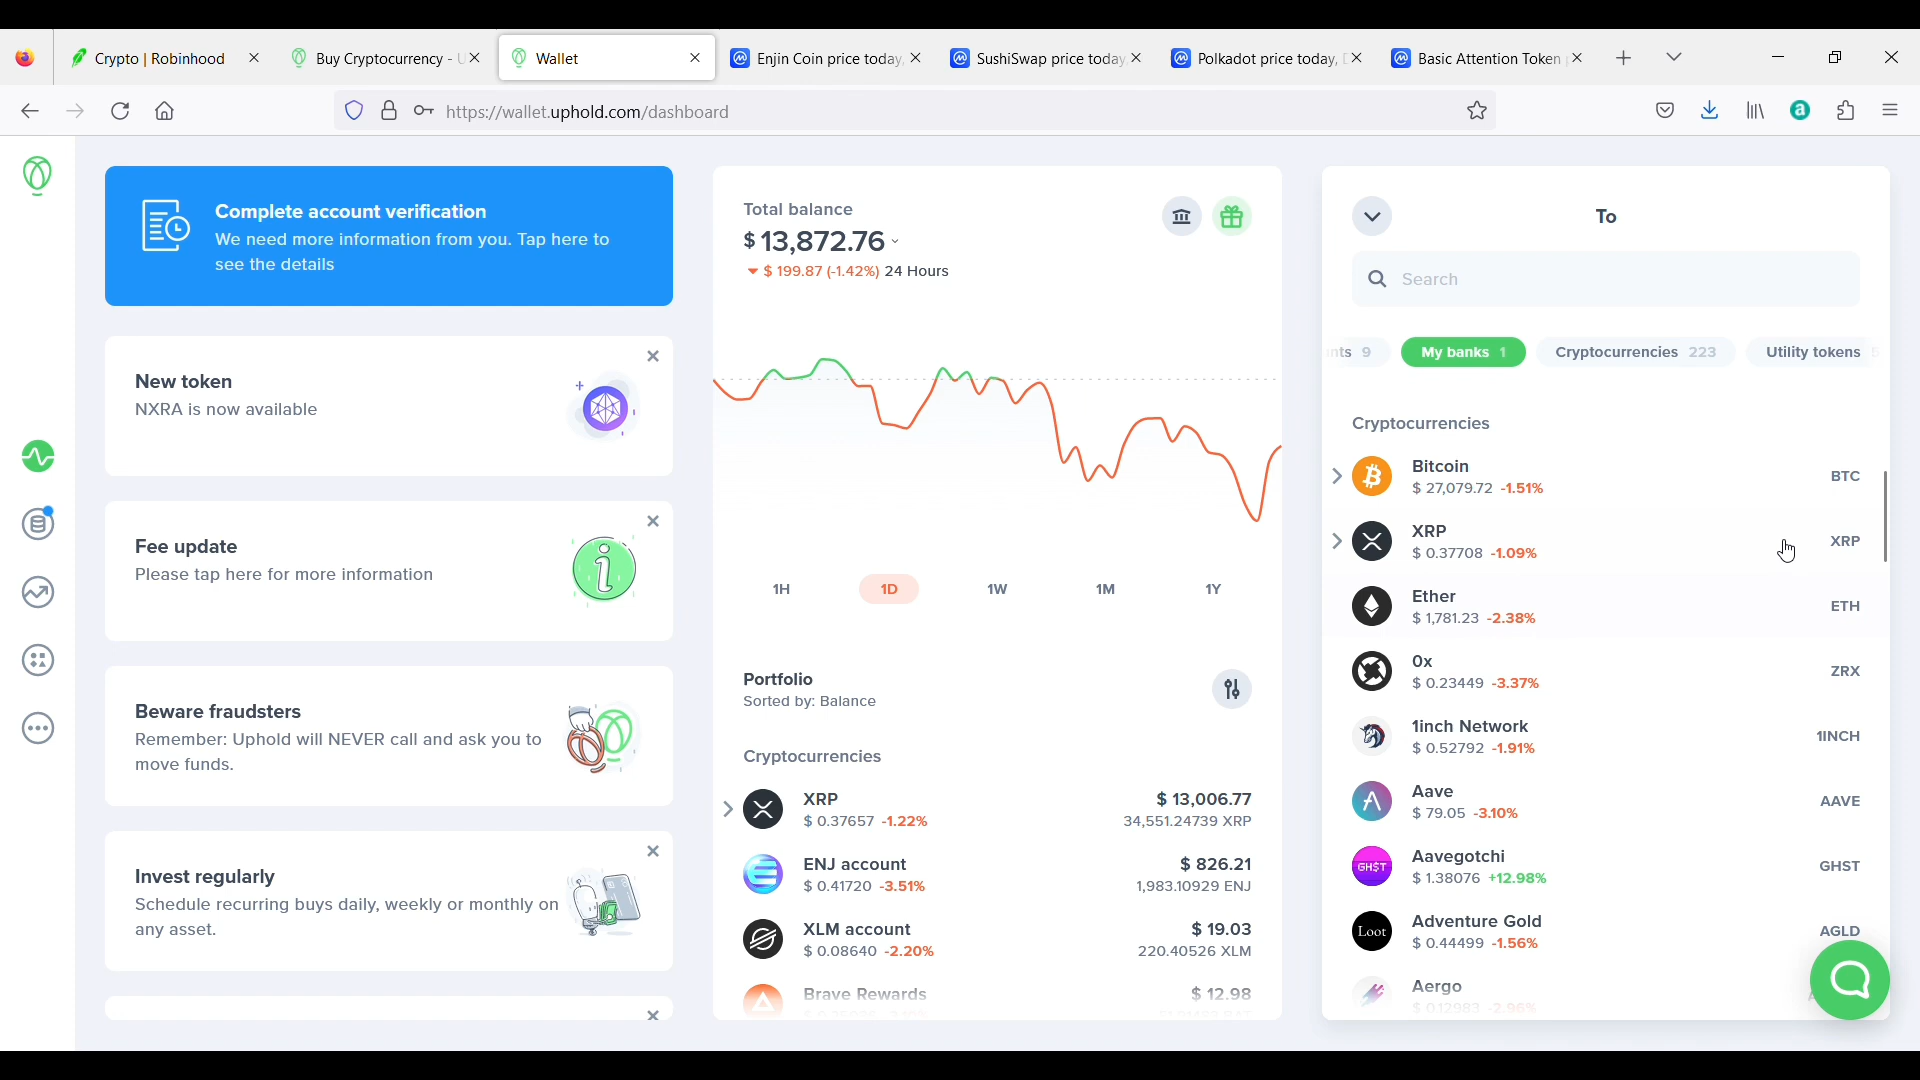 Crypto | Robinhood
Buy Cryptocurrency - U
Wallet
Enjin Coin price today,
SushiSwap price today
Polkadot price today, D
Basic Attention Token p
https://wallet.uphold.com/dashboard
a
Complete account verification
We need more information from you. Tap here to
see the details
New token
NXRA is now available
Fee update
Please tap here for more information
Beware fraudsters
Remember: Uphold will NEVER call and ask you to
move funds.
Invest regularly
Schedule recurring buys daily, weekly or monthly on
any asset.
Total balance
$ 13,872.76
$ 199.87 (-1.42%) 24 Hours
1H 1D 1W 1M 1Y
Portfolio
Sorted by: Balance
Cryptocurrencies
XRP $ 13,006.77
$ 0.37657 -1.22% 34,551.24739 XRP
ENJ account $ 826.21
$ 0.41720 -3.51% 1,983.10929 ENJ
XLM account $ 19.03
$ 0.08640 -2.20% 220.40526 XLM
Brave Rewards $ 12.98
To
Search
nts 9 My banks 1 Cryptocurrencies 223 Utility tokens
Cryptocurrencies
Bitcoin BTC
$ 27,079.72 -1.51%
XRP XRP
$ 0.37708 -1.09%
Ether ETH
$ 1,781.23 -2.38%
0x ZRX
$ 0.23449 -3.37%
1inch Network 1INCH
$ 0.52792 -1.91%
Aave AAVE
$ 79.05 -3.10%
GH$T Aavegotchi GHST
$ 1.38076 +12.98%
Loot Adventure Gold AGLD
$ 0.44499 -1.56%
Aergo
$ 0.12983 -2.96%